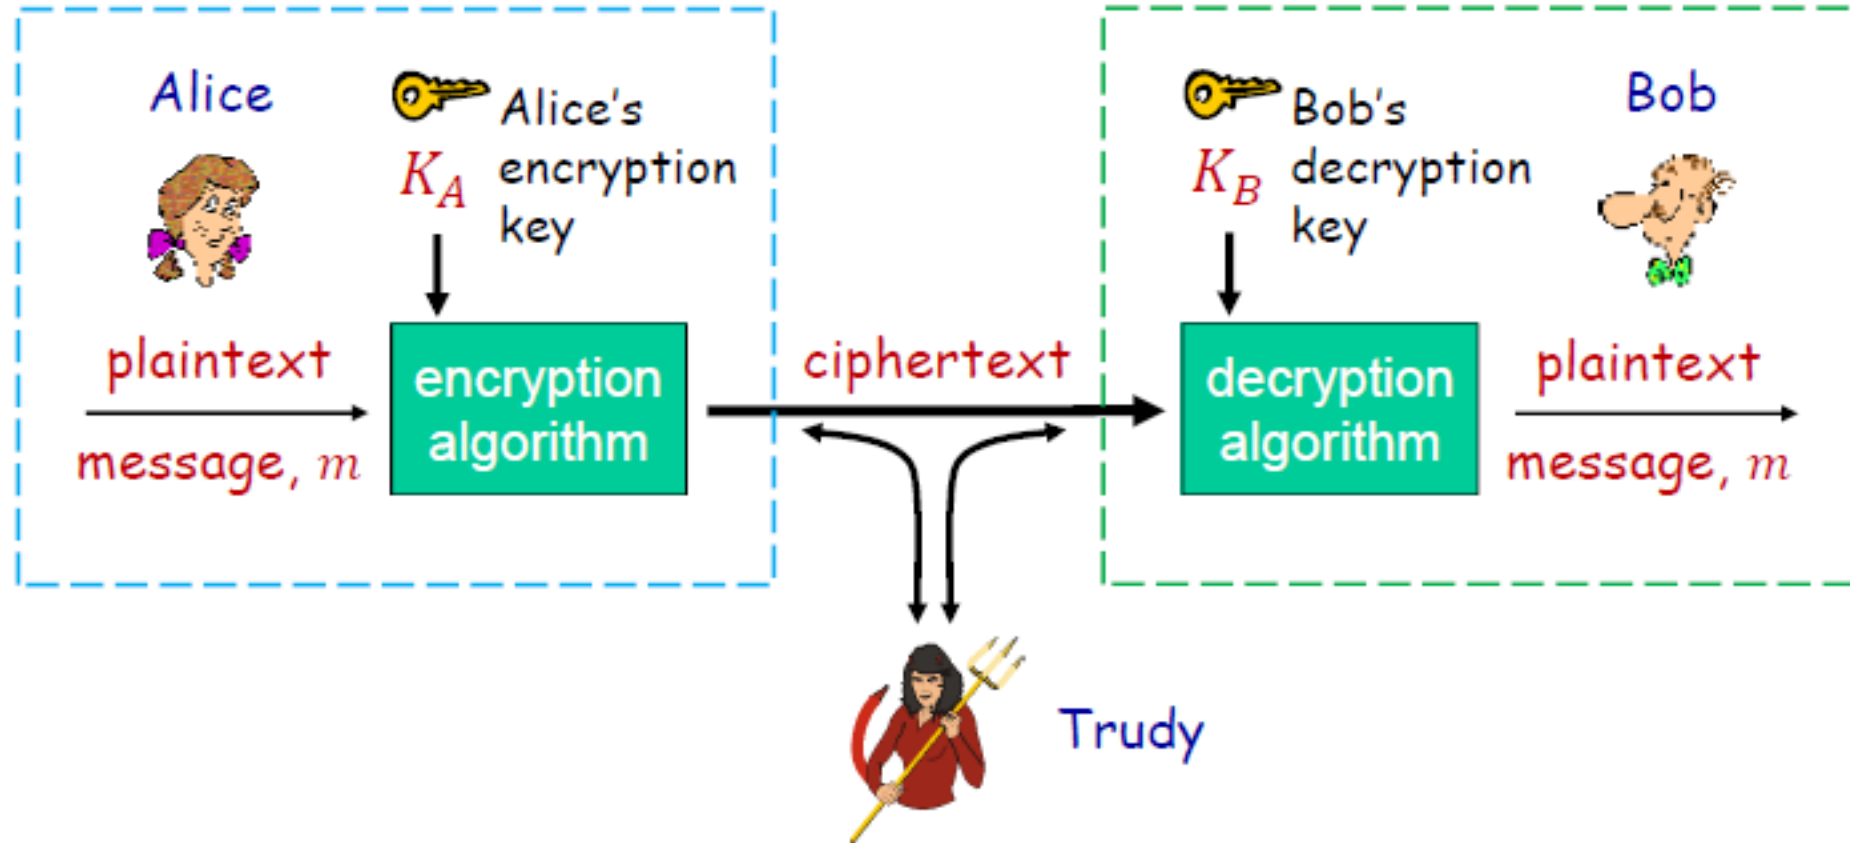 Alice
Alice's
encryption
key
K_A
plaintext
message, m
encryption
algorithm
ciphertext
Bob's
decryption
key
K_B
Bob
decryption
algorithm
plaintext
message, m
Trudy